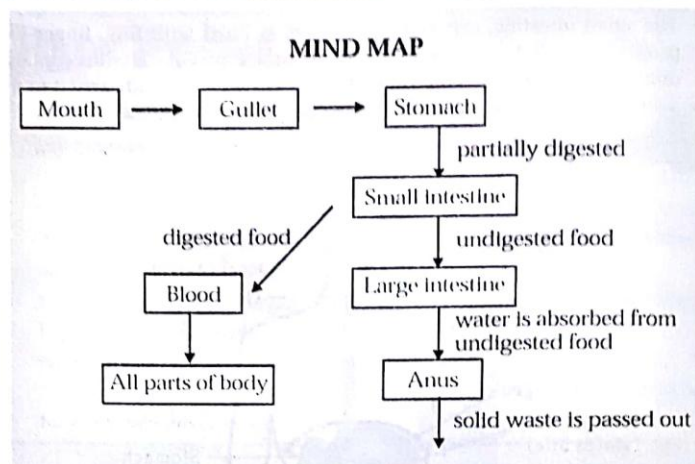 MIND MAP
Mouth
Gullet
Stomach
partially digested
Small intestine
digested food
undigested food
Blood
Large intestine
water is absorbed from
undigested food
All parts of body
Anus
solid waste is passed out
Stomach